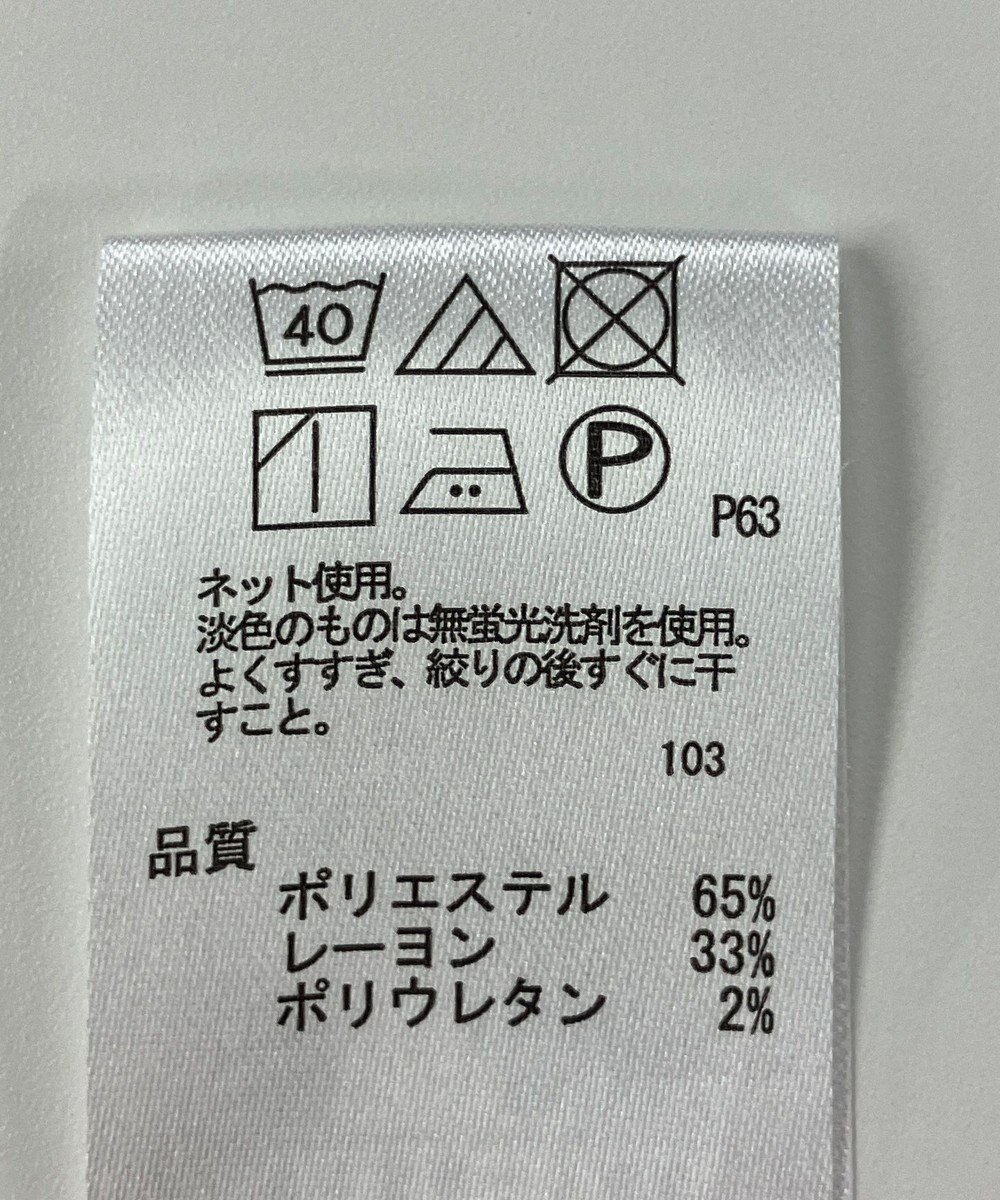 40
P
P63
ネット使用。
淡色のものは無蛍光洗剤を使用。
よくすすぎ、絞りの後すぐに干
すこと。
103
品質
ポリエステル 65%
レーヨン 33%
ポリウレタン 2%